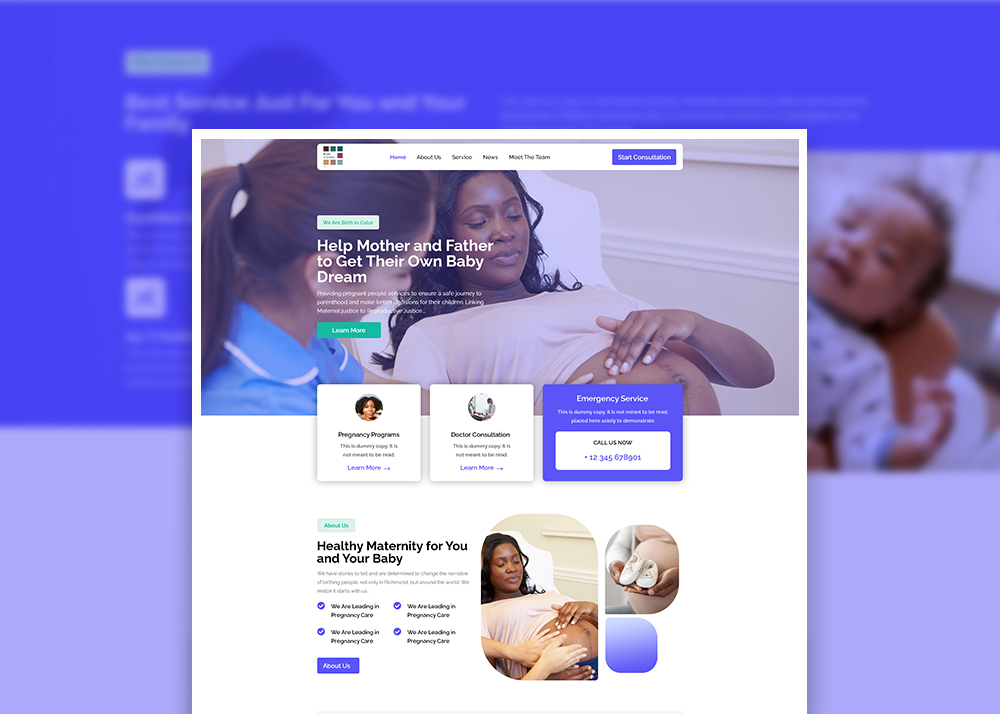 Best Service Just For You and Your
Family
Birth
in Color
Home
About Us
Service
News
Meet The Team
Start Consultation
We Are Birth In Color
Help Mother and Father
to Get Their Own Baby
Dream
Providing pregnant people services to ensure a safe journey to
parenthood and make better decisions for their children. Linking
Maternal justice to Reproductive Justice...
Learn More
Pregnancy Programs
This is dummy copy. It is
not meant to be read.
Learn More →
Doctor Consultation
This is dummy copy. It is
not meant to be read.
Learn More →
Emergency Service
This is dummy copy. It is not meant to be read.
placed here solely to demonstrate
CALL US NOW
+ 12 345 678901
About Us
Healthy Maternity for You
and Your Baby
We have stories to tell and are determined to change the narrative
of birthing people, not only in Richmond, but around the world. We
realize it starts with us.
We Are Leading in
Pregnancy Care
We Are Leading in
Pregnancy Care
We Are Leading in
Pregnancy Care
We Are Leading in
Pregnancy Care
About Us